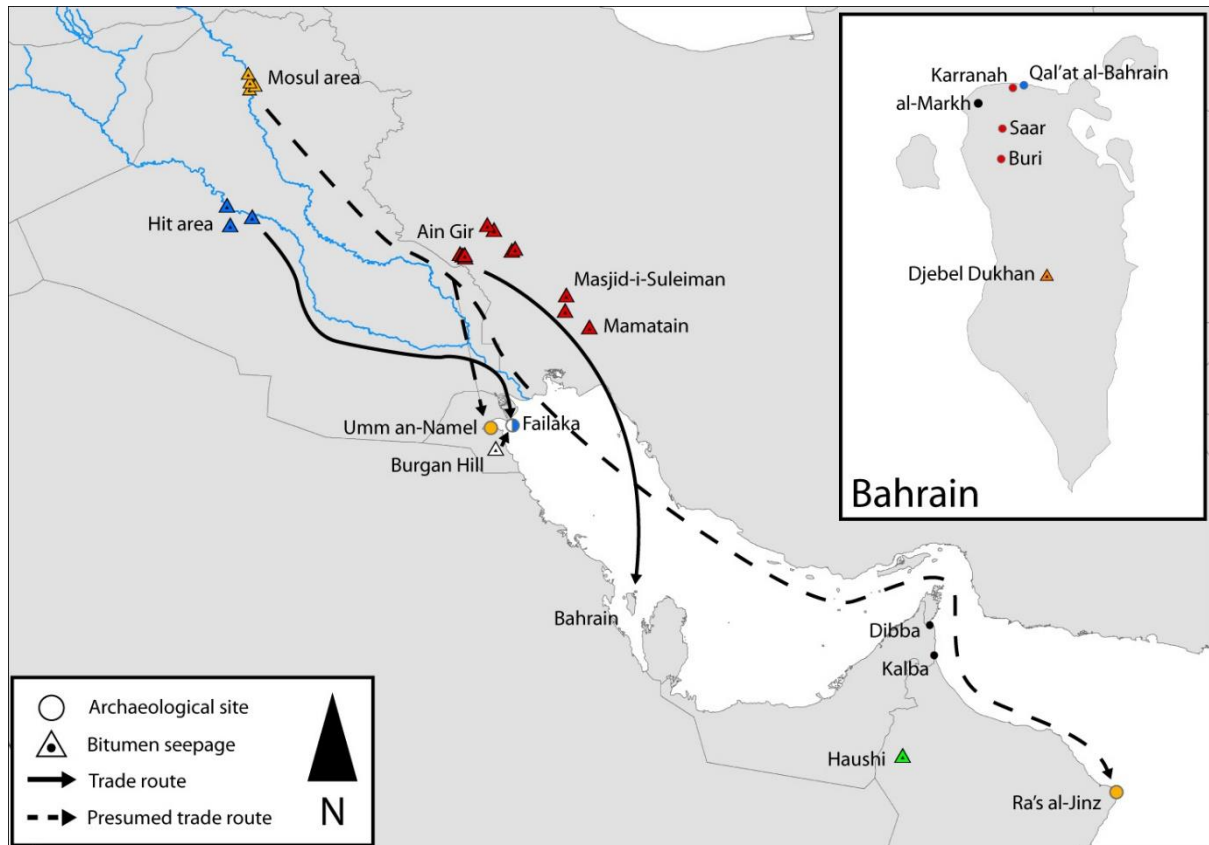 Mosul area
Hit area
Ain Gir
Masjid-i-Suleiman
Mamatain
Umm an-Namel
Failaka
Burgan Hill
Bahrain
Dibba
Kalba
Haushi
Ra's al-Jinz
Karranah
Qal'at al-Bahrain
al-Markh
Saar
Buri
Djebel Dukhan
Bahrain
Archaeological site
Bitumen seepage
Trade route
Presumed trade route
N